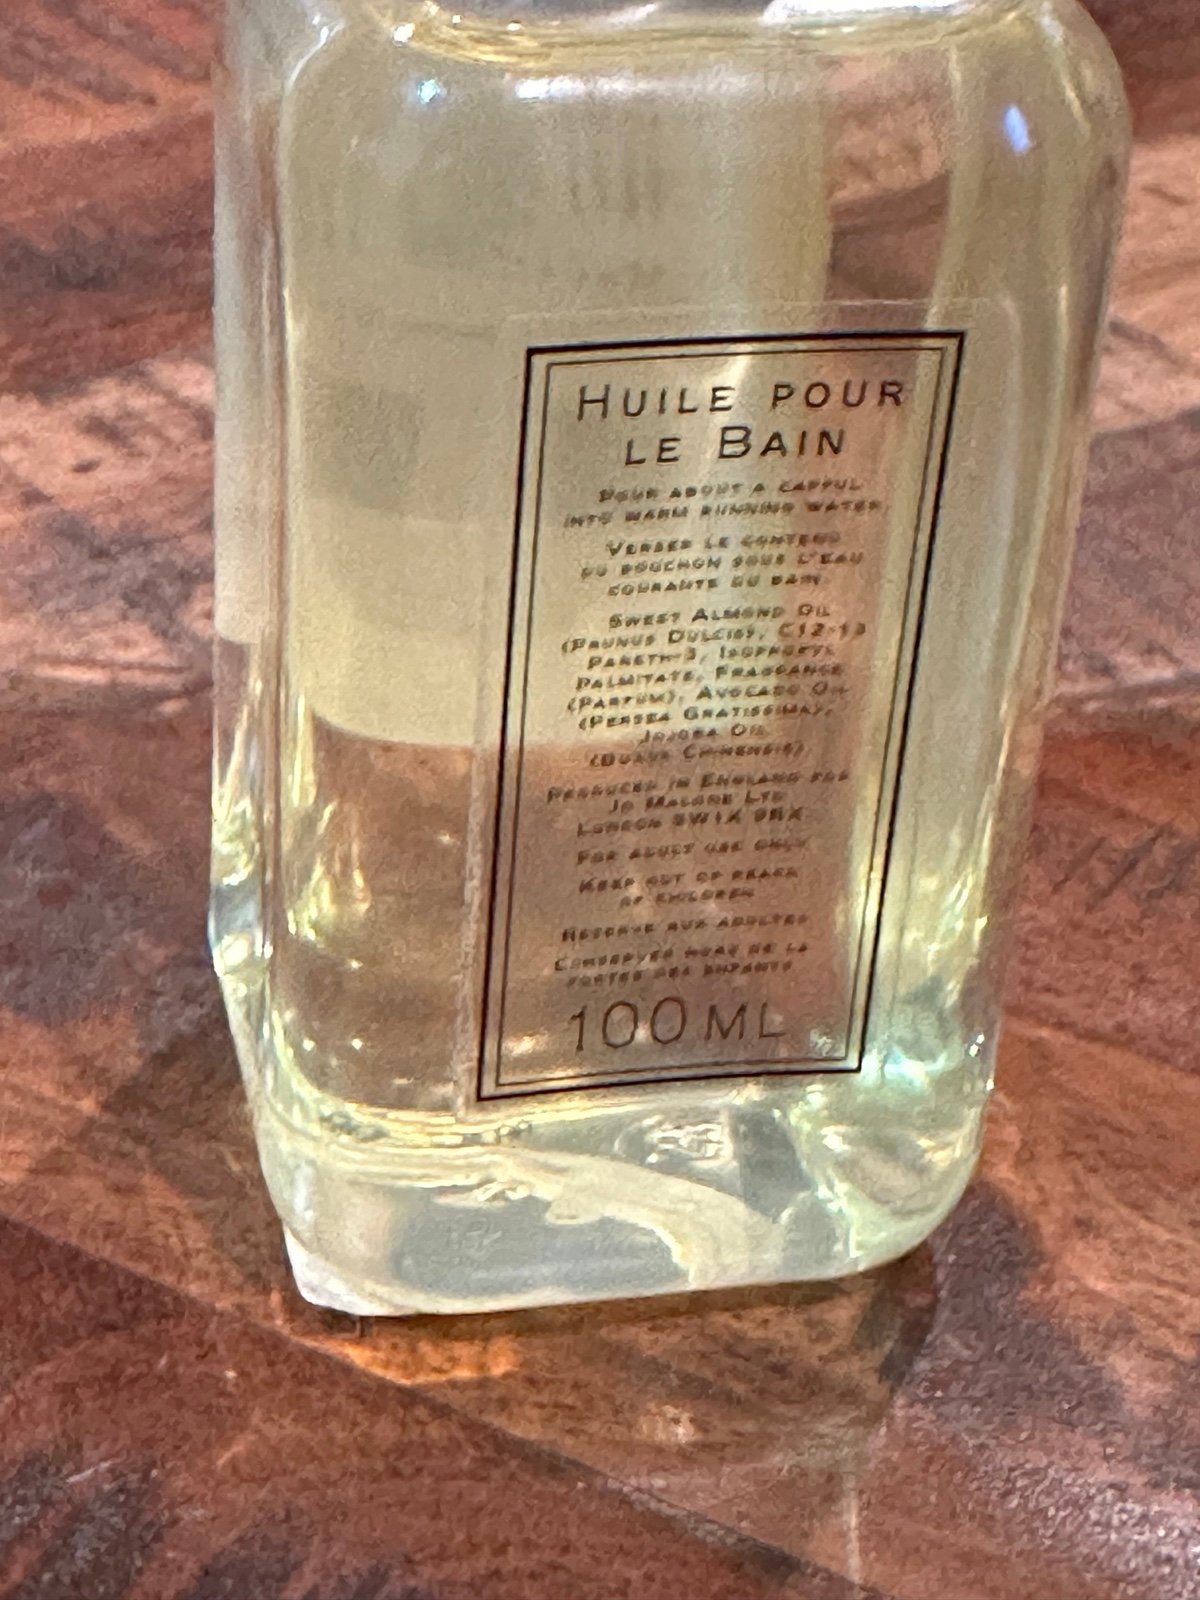 HUILE POUR
LE BAIN
POUR ABOUT A CAPFUL
INTO WARM RUNNING WATER
VERSER LE CONTENU
DU BOUCHON SOUS L'EAU
COURANTE DU BAIN.
SWEET ALMOND OIL
(PRUNUS DULCIS), C12-13
PARETH-3, ISOPROPYL
PALMITATE, FRAGRANCE
(PARFUM), AVOCADO OIL
(PERSEA GRATISSIMA),
JOJOBA OIL
(BUXUS CHINENSIS).
PRODUCED IN ENGLAND FOR
JO MALONE LTD
LONDON SW1X
FOR ADULT USE ONLY
KEEP OUT OF REACH
OF CHILDREN
RESERVE AUX ADULTES
CONSERVER HORS DE LA
PORTEE DES ENFANTS
100 ML